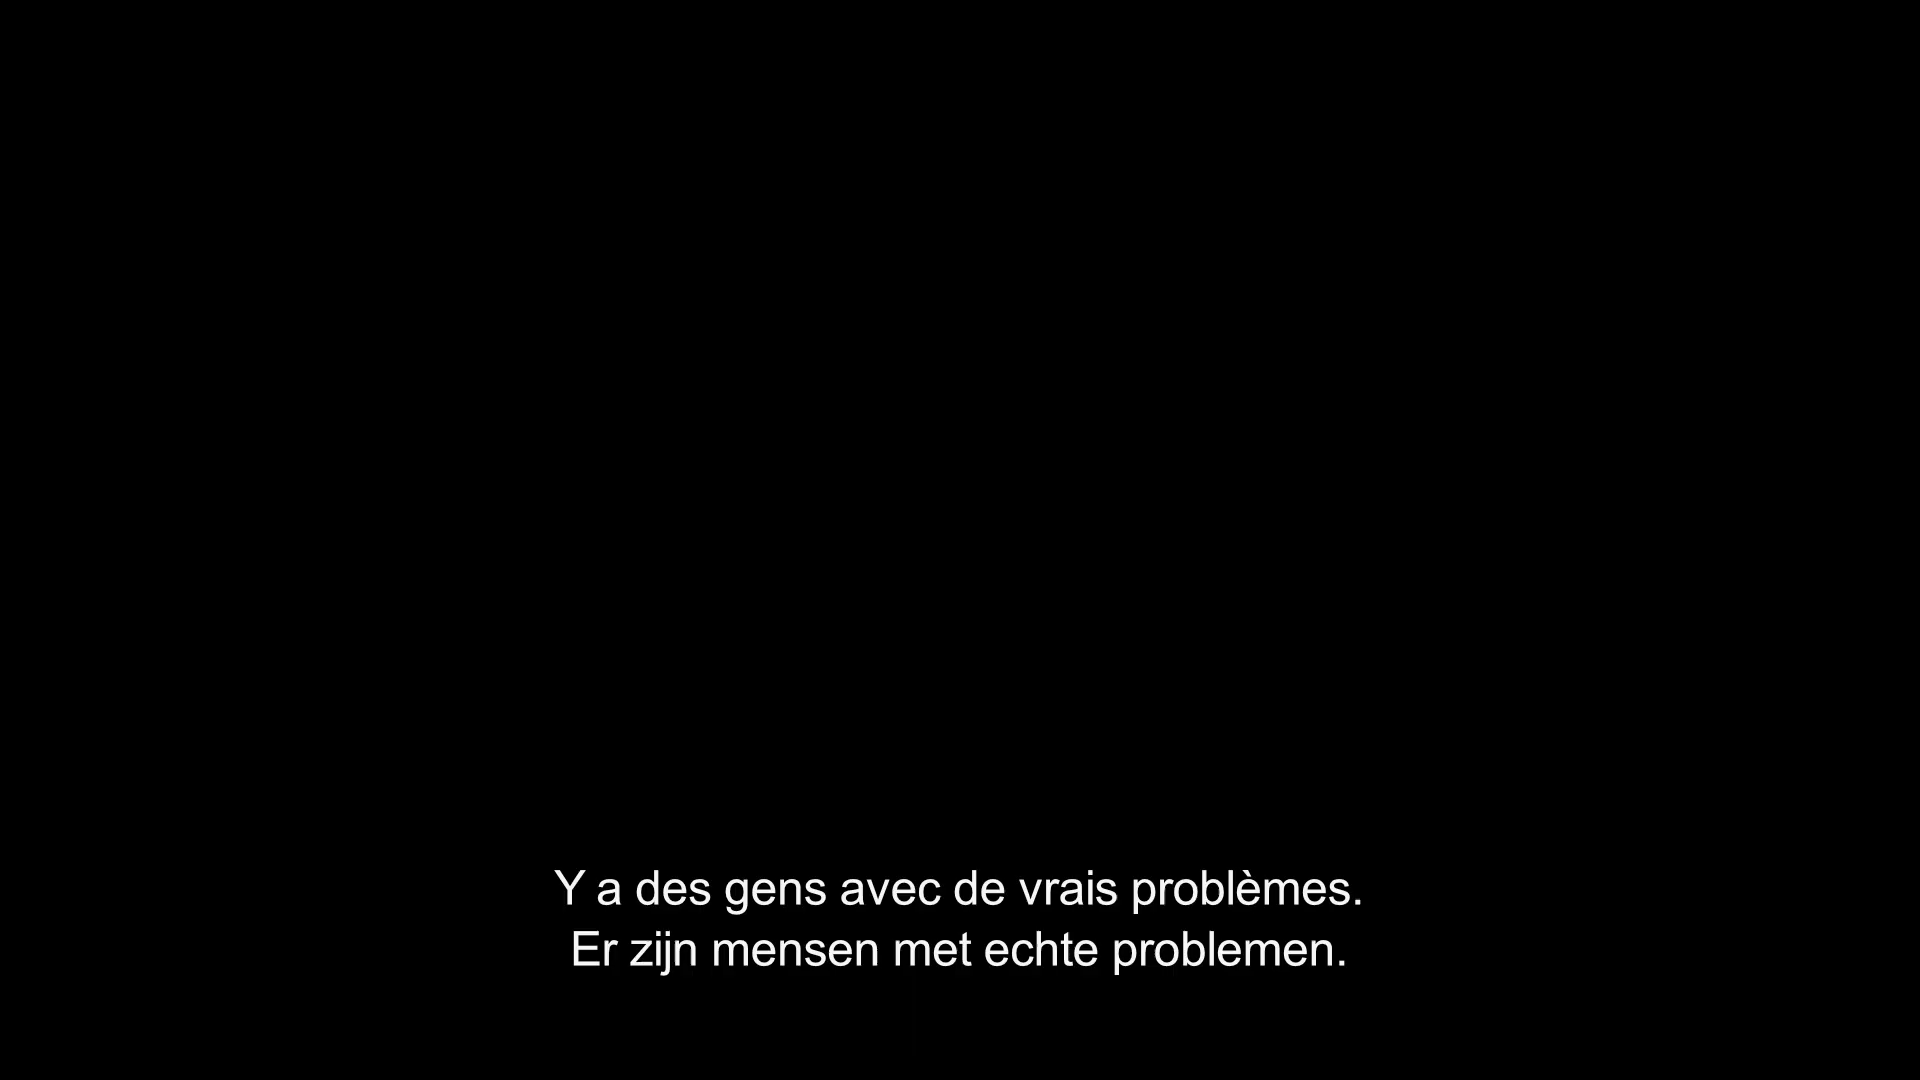 Y a des gens avec de vrais problèmes.
Er zijn mensen met echte problemen.